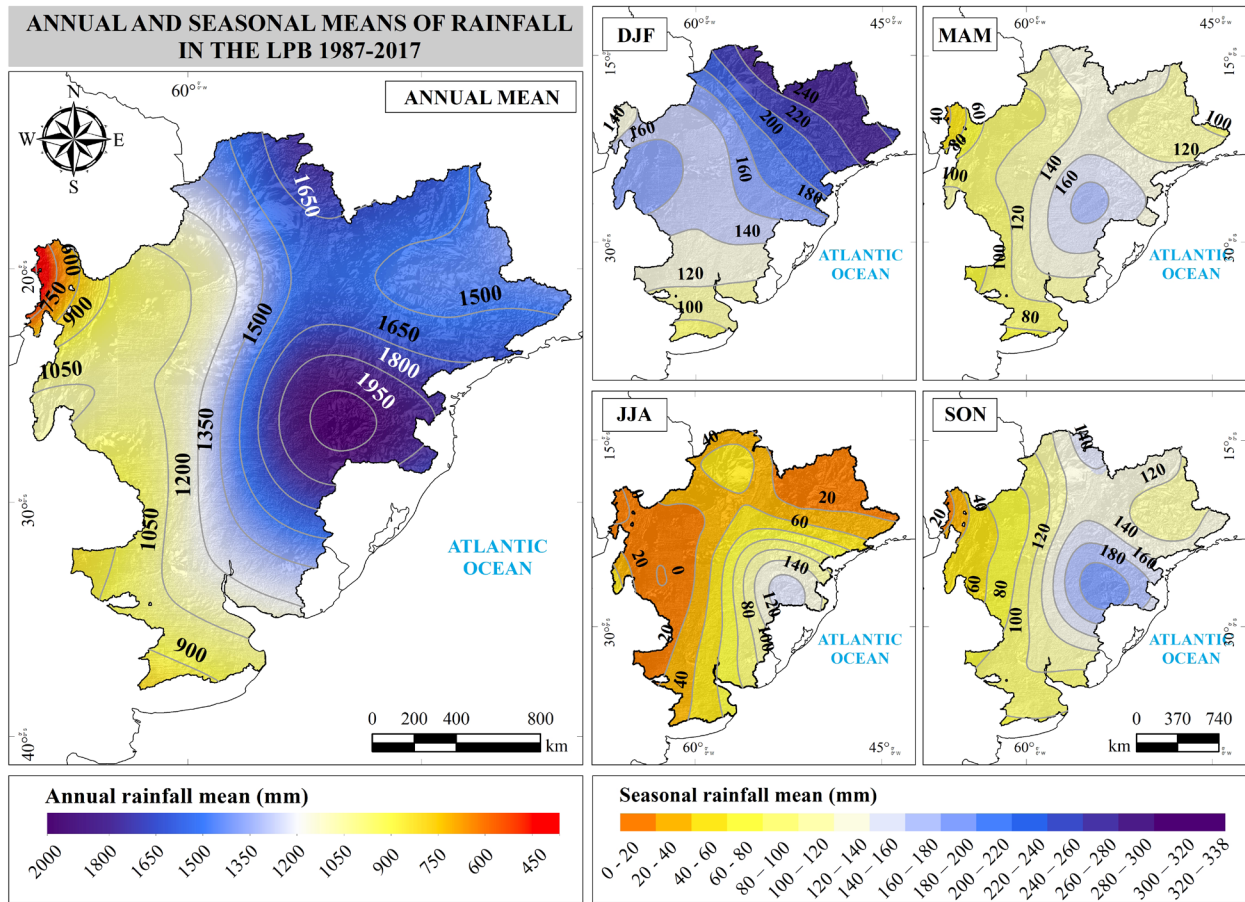 ANNUAL AND SEASONAL MEANS OF RAINFALL
IN THE LPB 1987-2017
ANNUAL MEAN
60°
N
W E
S
1650
600
750
900
20°
1500
1500
1650
1050
1800
1950
1350
1200
30°
1050
ATLANTIC
OCEAN
900
0 200 400 800
km
40°
DJF
60° 45°
15°
240
220
200
140
160
160
180
140
30°
120
100
ATLANTIC
OCEAN
MAM
60° 45°
15°
40
60
80
100
100
120
140
160
120
100
80
30°
ATLANTIC
OCEAN
JJA
15°
40
0
20
60
20
0
140
120
80
100
20
40
30°
ATLANTIC
OCEAN
60° 45°
SON
15°
140
120
20
40
120
140
160
180
60
80
100
30°
ATLANTIC
OCEAN
0 370 740
km
60° 45°
Annual rainfall mean (mm)
2000 1800 1650 1500 1350 1200 1050 900 750 600 450
Seasonal rainfall mean (mm)
0 - 20
20 - 40
40 - 60
60 - 80
80 – 100
100 – 120
120 – 140
140 – 160
160 – 180
180 – 200
200 – 220
220 – 240
240 – 260
260 – 280
280 – 300
300 – 320
320 – 338